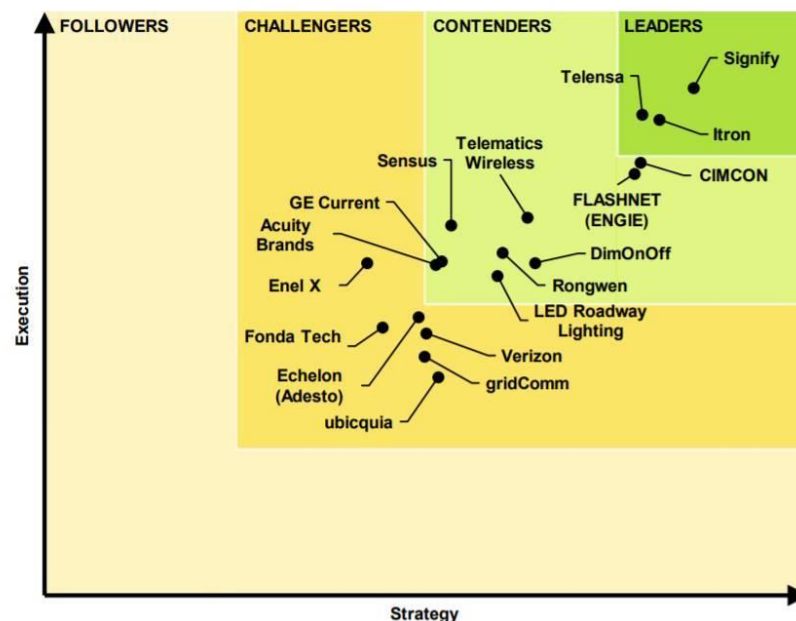 FOLLOWERS
CHALLENGERS
CONTENDERS
LEADERS
Signify
Telensa
Itron
Telematics
Wireless
Sensus
CIMCON
FLASHNET
(ENGIE)
GE Current
Acuity
Brands
DimOnOff
Enel X
Rongwen
LED Roadway
Lighting
Fonda Tech
Verizon
Echelon
(Adesto)
gridComm
ubicquia
Execution
Strategy